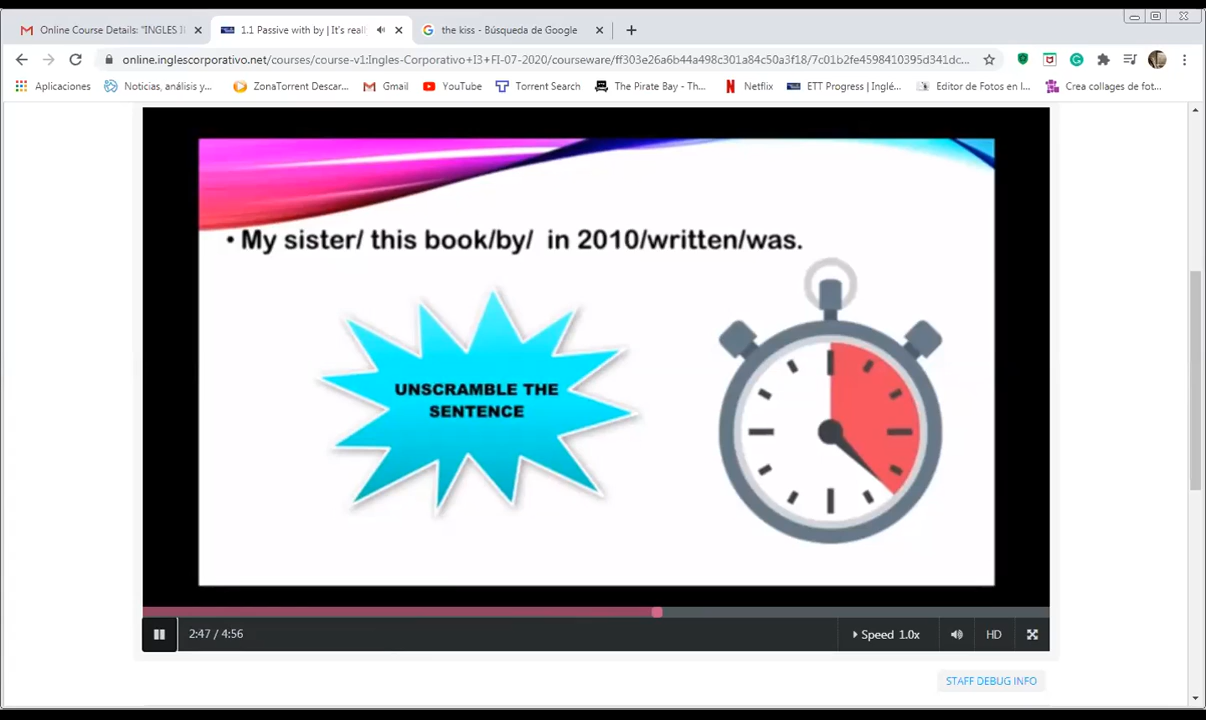 Online Course Details: "INGLES I
1.1 Passive with by | It's reall
the kiss - Búsqueda de Google
online.inglescorporativo.net/courses/course-v1:Ingles-Corporativo+I3+FI-07-2020/courseware/ff303e26a6b44a498c301a84c50a3f18/7c01b2fe4598410395d341dc...
Aplicaciones
Noticias, análisis y...
ZonaTorrent Descar...
Gmail
YouTube
Torrent Search
The Pirate Bay - Th...
Netflix
ETT Progress | Inglé...
Editor de Fotos en l...
Crea collages de fot...
• My sister/ this book/by/ in 2010/written/was.
UNSCRAMBLE THE
SENTENCE
2:47 / 4:56
Speed 1.0x
HD
STAFF DEBUG INFO